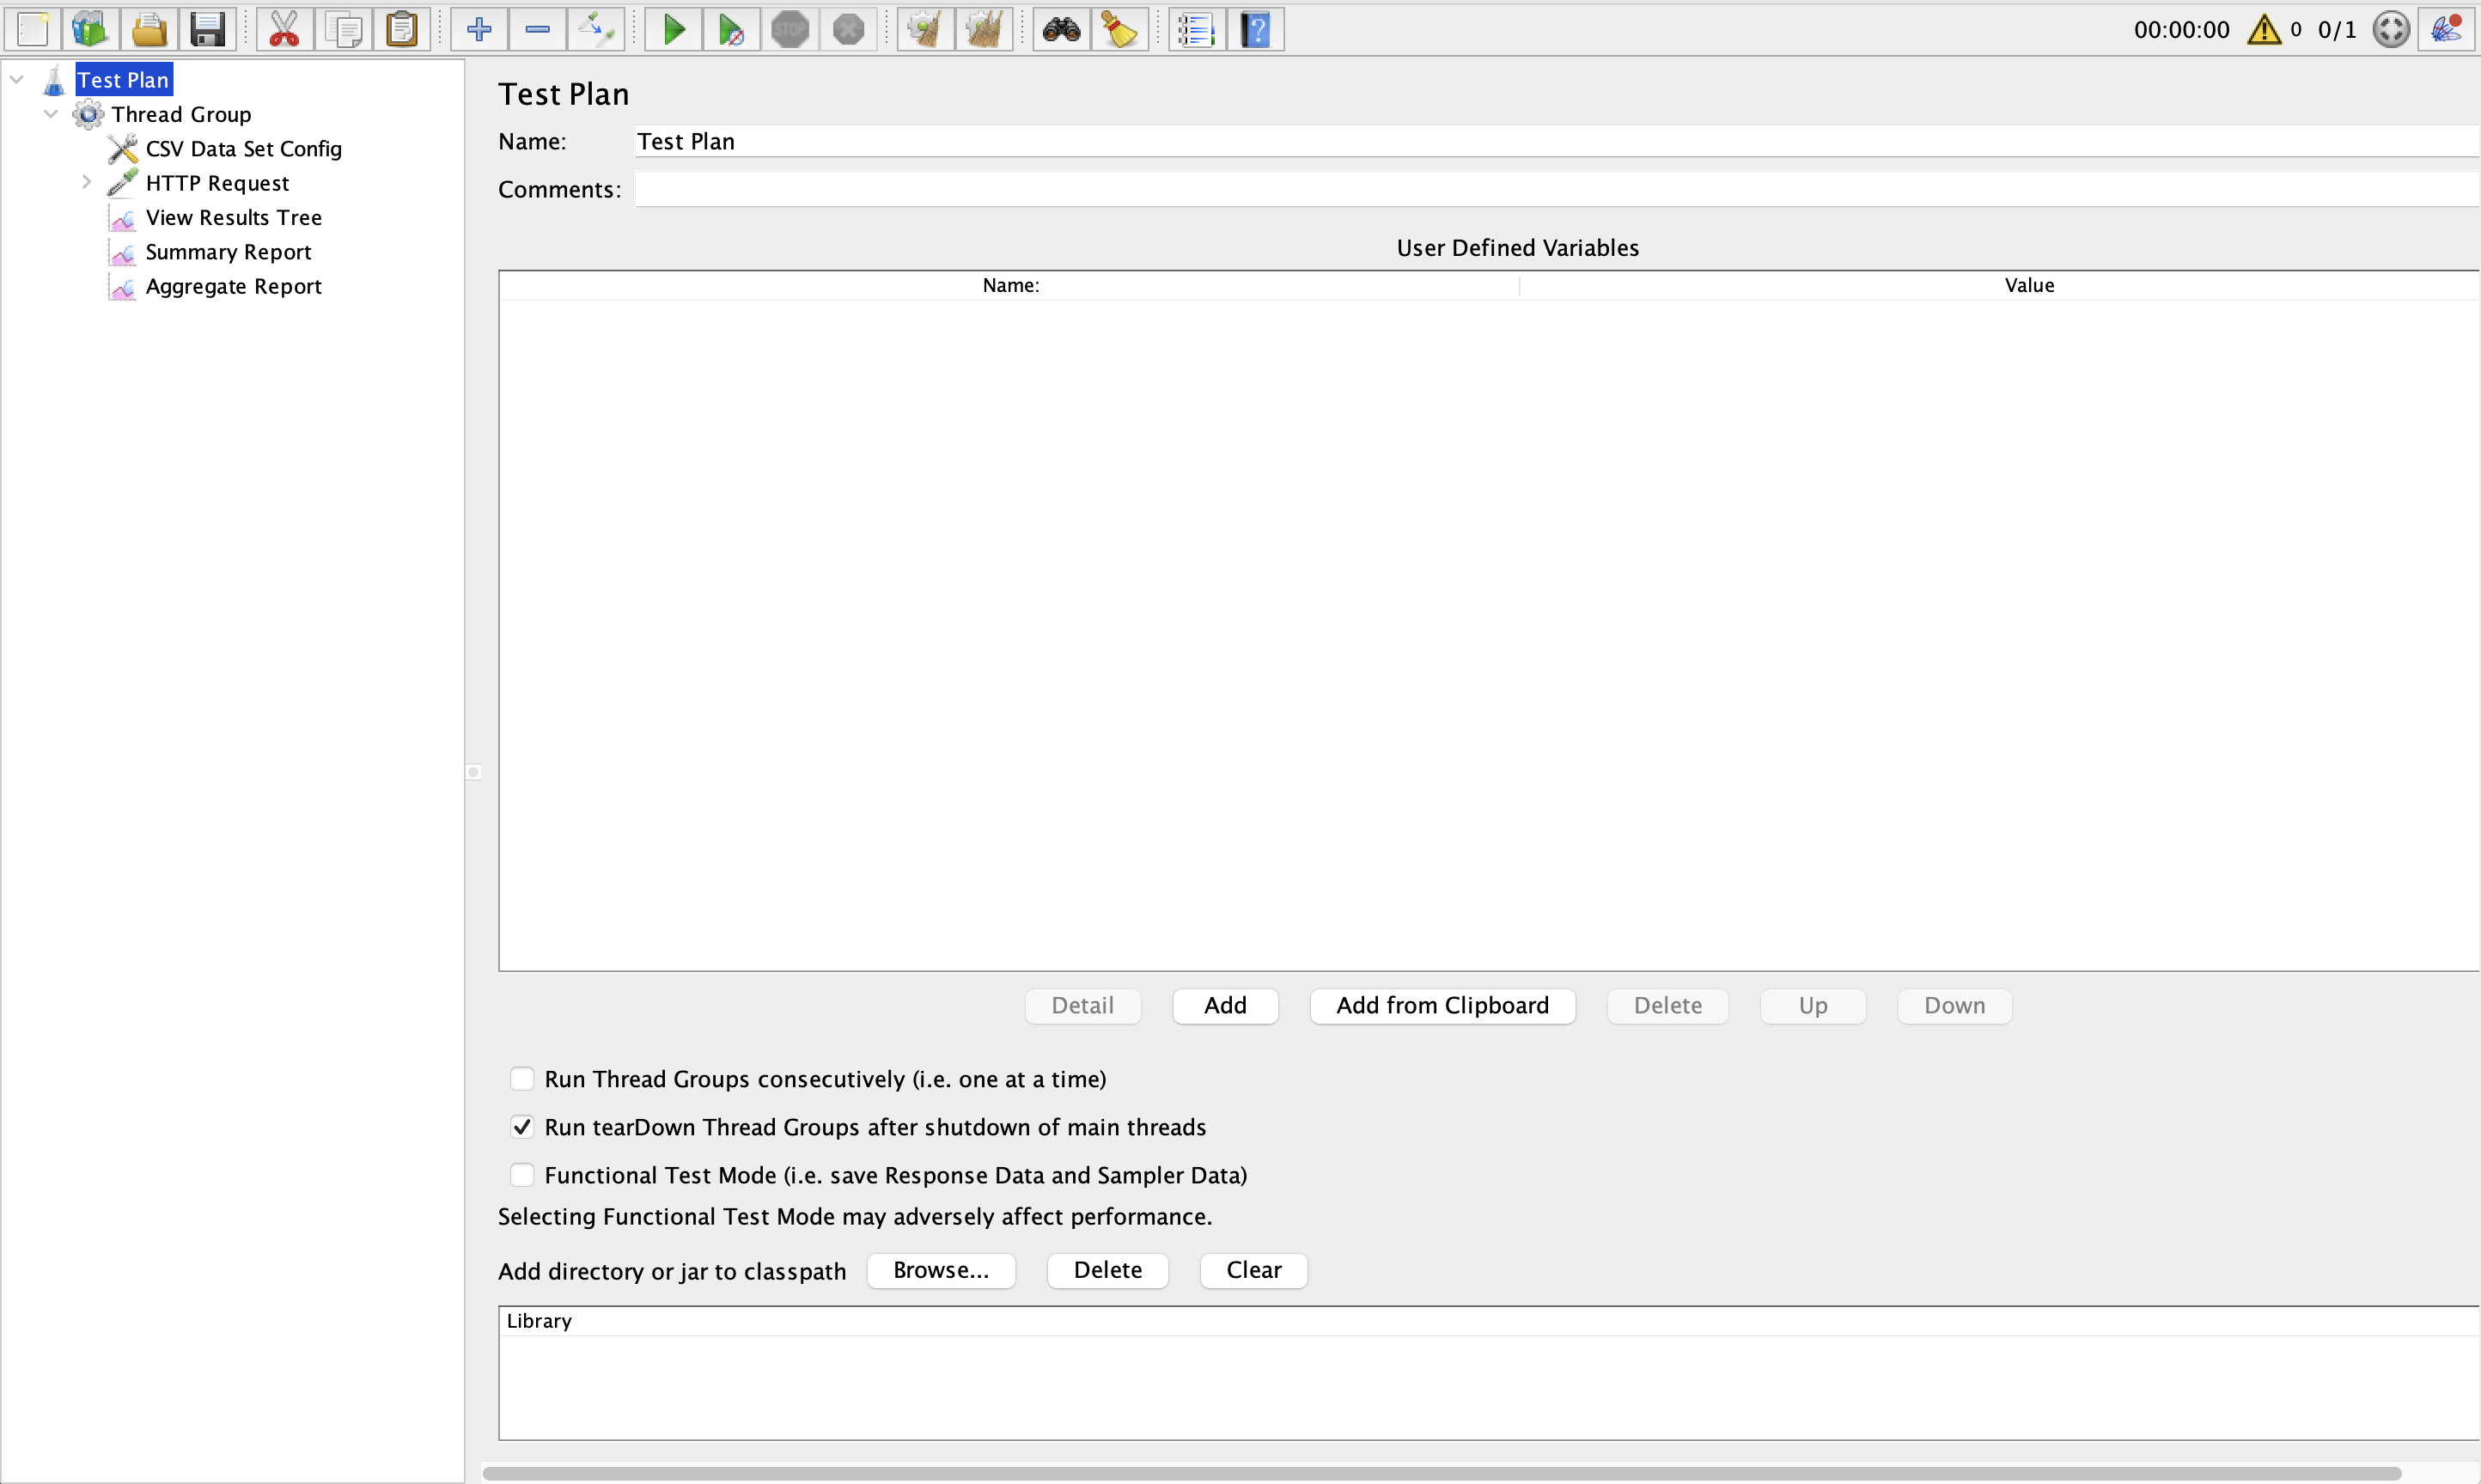 00:00:00 0 0/1
Test Plan
Thread Group
CSV Data Set Config
HTTP Request
View Results Tree
Summary Report
Aggregate Report
Test Plan
Name: Test Plan
Comments:
User Defined Variables
Name: Value
Detail Add Add from Clipboard Delete Up Down
Run Thread Groups consecutively (i.e. one at a time)
Run tearDown Thread Groups after shutdown of main threads
Functional Test Mode (i.e. save Response Data and Sampler Data)
Selecting Functional Test Mode may adversely affect performance.
Add directory or jar to classpath Browse... Delete Clear
Library